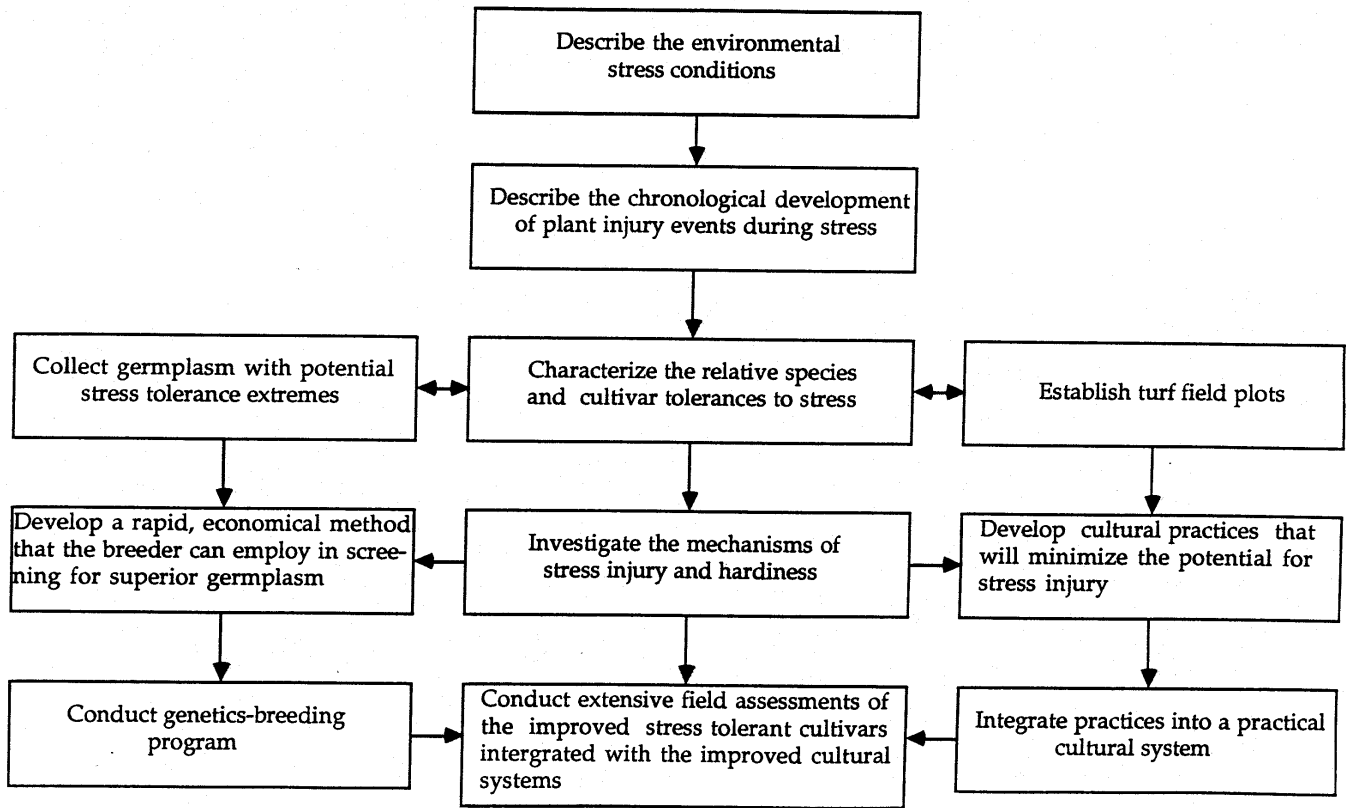 Describe the environmental
stress conditions
Describe the chronological development
of plant injury events during stress
Collect germplasm with potential
stress tolerance extremes
Characterize the relative species
and cultivar tolerances to stress
Establish turf field plots
Develop a rapid, economical method
that the breeder can employ in scree-
ning for superior germplasm
Investigate the mechanisms of
stress injury and hardiness
Develop cultural practices that
will minimize the potential for
stress injury
Conduct genetics-breeding
program
Conduct extensive field assessments of
the improved stress tolerant cultivars
intergrated with the improved cultural
systems
Integrate practices into a practical
cultural system